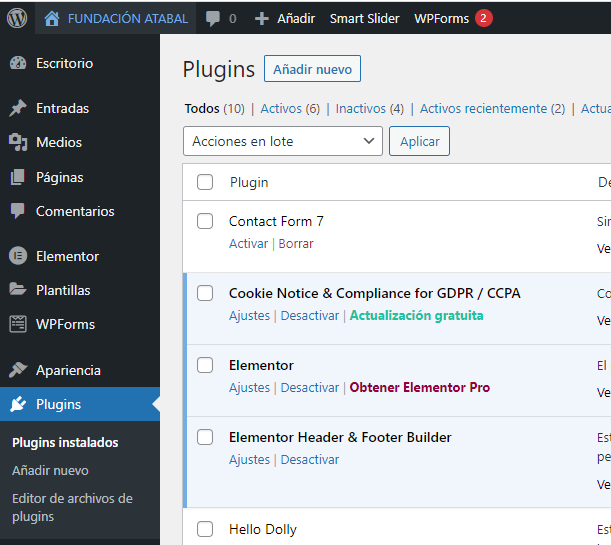 FUNDACIÓN ATABAL 0 Añadir Smart Slider WPForms 2
Escritorio
Entradas
Medios
Páginas
Comentarios
Elementor
Plantillas
WPForms
Apariencia
Plugins
Plugins instalados
Añadir nuevo
Editor de archivos de
plugins
Plugins Añadir nuevo
Todos (10) | Activos (6) | Inactivos (4) | Activos recientemente (2) | Actua
Acciones en lote Aplicar
Plugin De
Contact Form 7 Sim
Activar | Borrar Ve
Cookie Notice & Compliance for GDPR / CCPA Co
Ajustes | Desactivar | Actualización gratuita Ve
Elementor El
Ajustes | Desactivar | Obtener Elementor Pro Ve
Elementor Header & Footer Builder Est
Ajustes | Desactivar pe
Ve
Hello Dolly Est